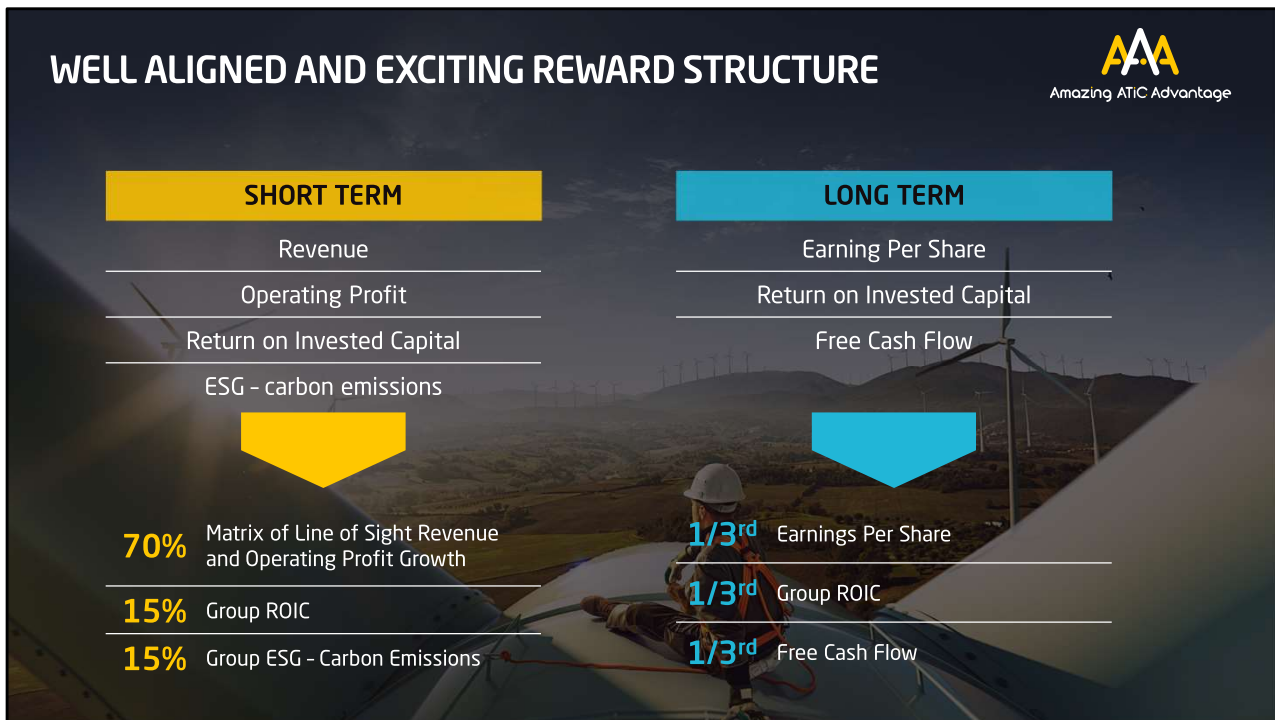 WELL ALIGNED AND EXCITING REWARD STRUCTURE
AAA
Amazing ATiC Advantage
SHORT TERM
Revenue
Operating Profit
Return on Invested Capital
ESG – carbon emissions
70% Matrix of Line of Sight Revenue
and Operating Profit Growth
15% Group ROIC
15% Group ESG – Carbon Emissions
LONG TERM
Earning Per Share
Return on Invested Capital
Free Cash Flow
1/3rd Earnings Per Share
1/3rd Group ROIC
1/3rd Free Cash Flow